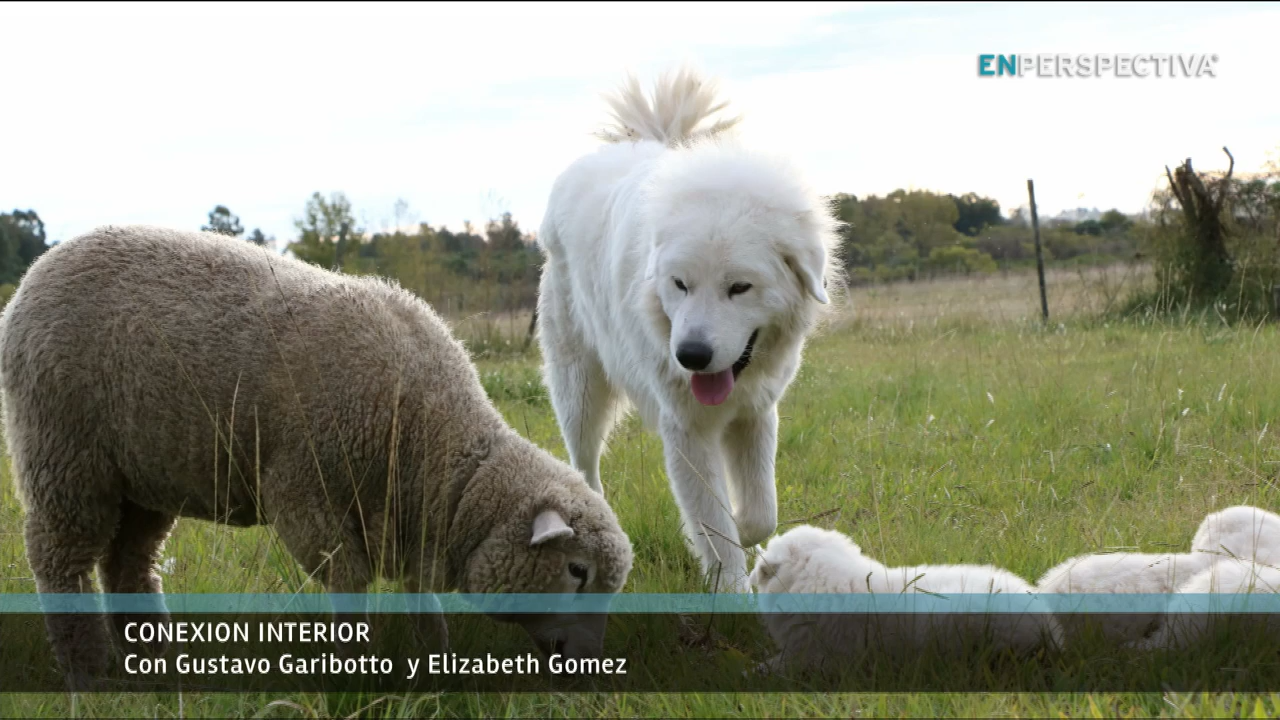 ENPERSPECTIVA
CONEXION INTERIOR
Con Gustavo Garibotto y Elizabeth Gomez